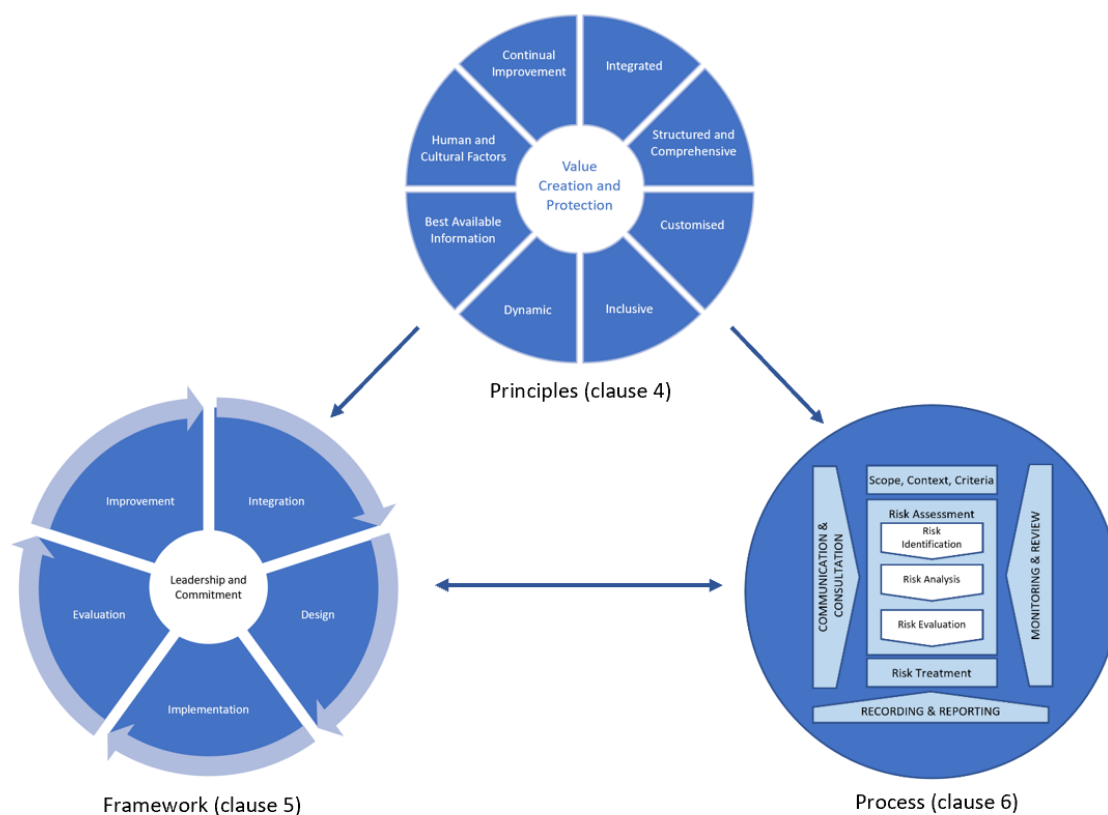 Continual
Improvement
Integrated
Human and
Cultural Factors
Structured and
Comprehensive
Value
Creation and
Protection
Best Available
Information
Customised
Dynamic
Inclusive
Principles (clause 4)
Improvement
Integration
Leadership and
Commitment
Evaluation
Design
Implementation
Framework (clause 5)
Scope, Context, Criteria
Risk Assessment
Risk
Identification
Risk Analysis
Risk Evaluation
Risk Treatment
COMMUNICATION &
CONSULTATION
MONITORING & REVIEW
RECORDING & REPORTING
Process (clause 6)